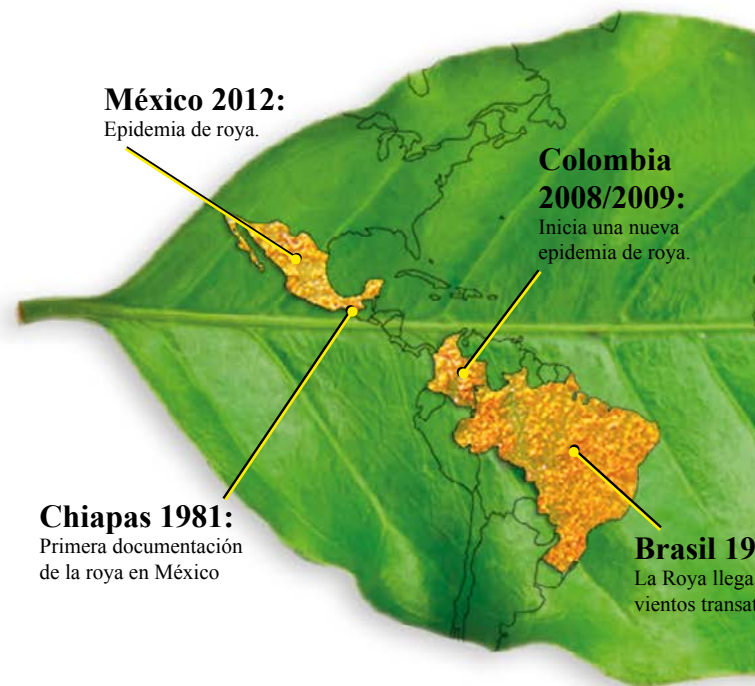 México 2012:
Epidemia de roya.
Colombia
2008/2009:
Inicia una nueva
epidemia de roya.
Chiapas 1981:
Primera documentación
de la roya en México
Brasil 19
La Roya llega
vientos